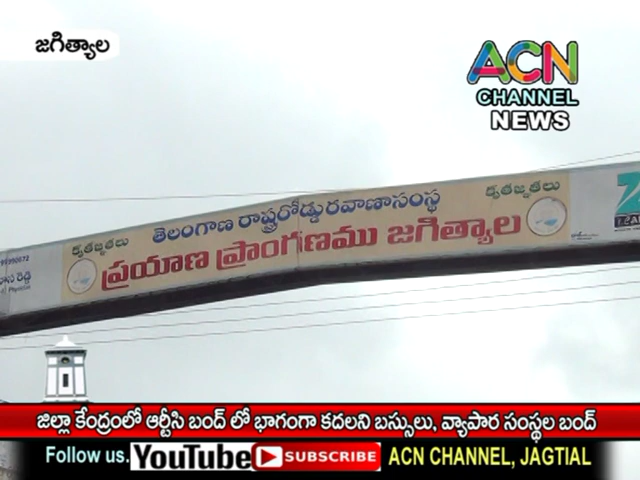 జగిత్యాల
ACN
CHANNEL
NEWS
కృతజ్ఞతలు తెలంగాణ రాష్ట్రరోడ్డురవాణాసంస్థ కృతజ్ఞతలు
ప్రయాణ ప్రాంగణము జగిత్యాల
జిల్లా కేంద్రంలో ఆర్టీసి బంద్ లో భాగంగా కదలని బస్సులు, వ్యాపార సంస్థల బంద్
Follow us. YouTube SUBSCRIBE ACN CHANNEL, JAGTIAL